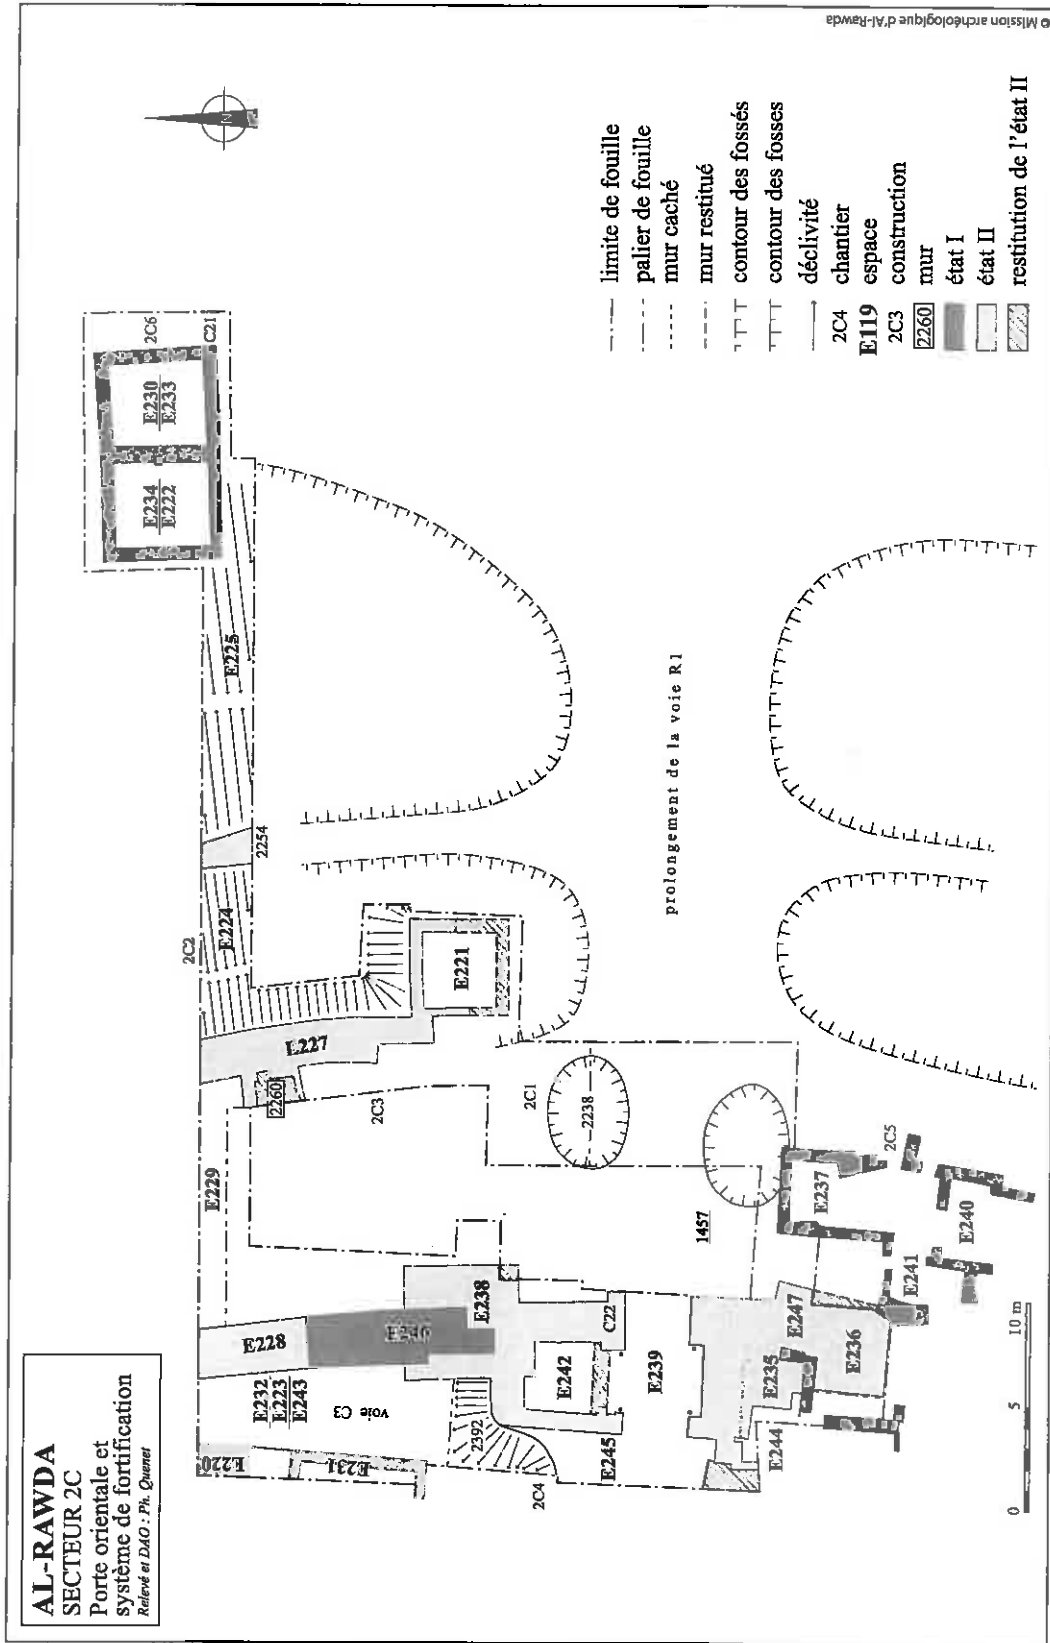 AL-RAWDA
SECTEUR 2C
Porte orientale et
système de fortification
Relevé et DAO : Ph. Quenet
N
E230
E233
2C6
C21
E234
E222
E225
2254
2C2
E224
E221
E227
2260
2C3
2C1
2238
E229
E228
E246
E238
E232
E223
E243
voie C3
E220
E231
2392
2C4
E242
C22
E245
E239
1457
E237
2C5
E240
E241
E247
E235
E236
E244
prolongement de la voie R1
limite de fouille
palier de fouille
mur caché
mur restitué
contour des fossés
contour des fosses
déclivité
2C4 chantier
E119 espace
2C3 construction
2260 mur
état I
état II
restitution de l'état II
0 5 10 m
© Mission archéologique d'Al-Rawda